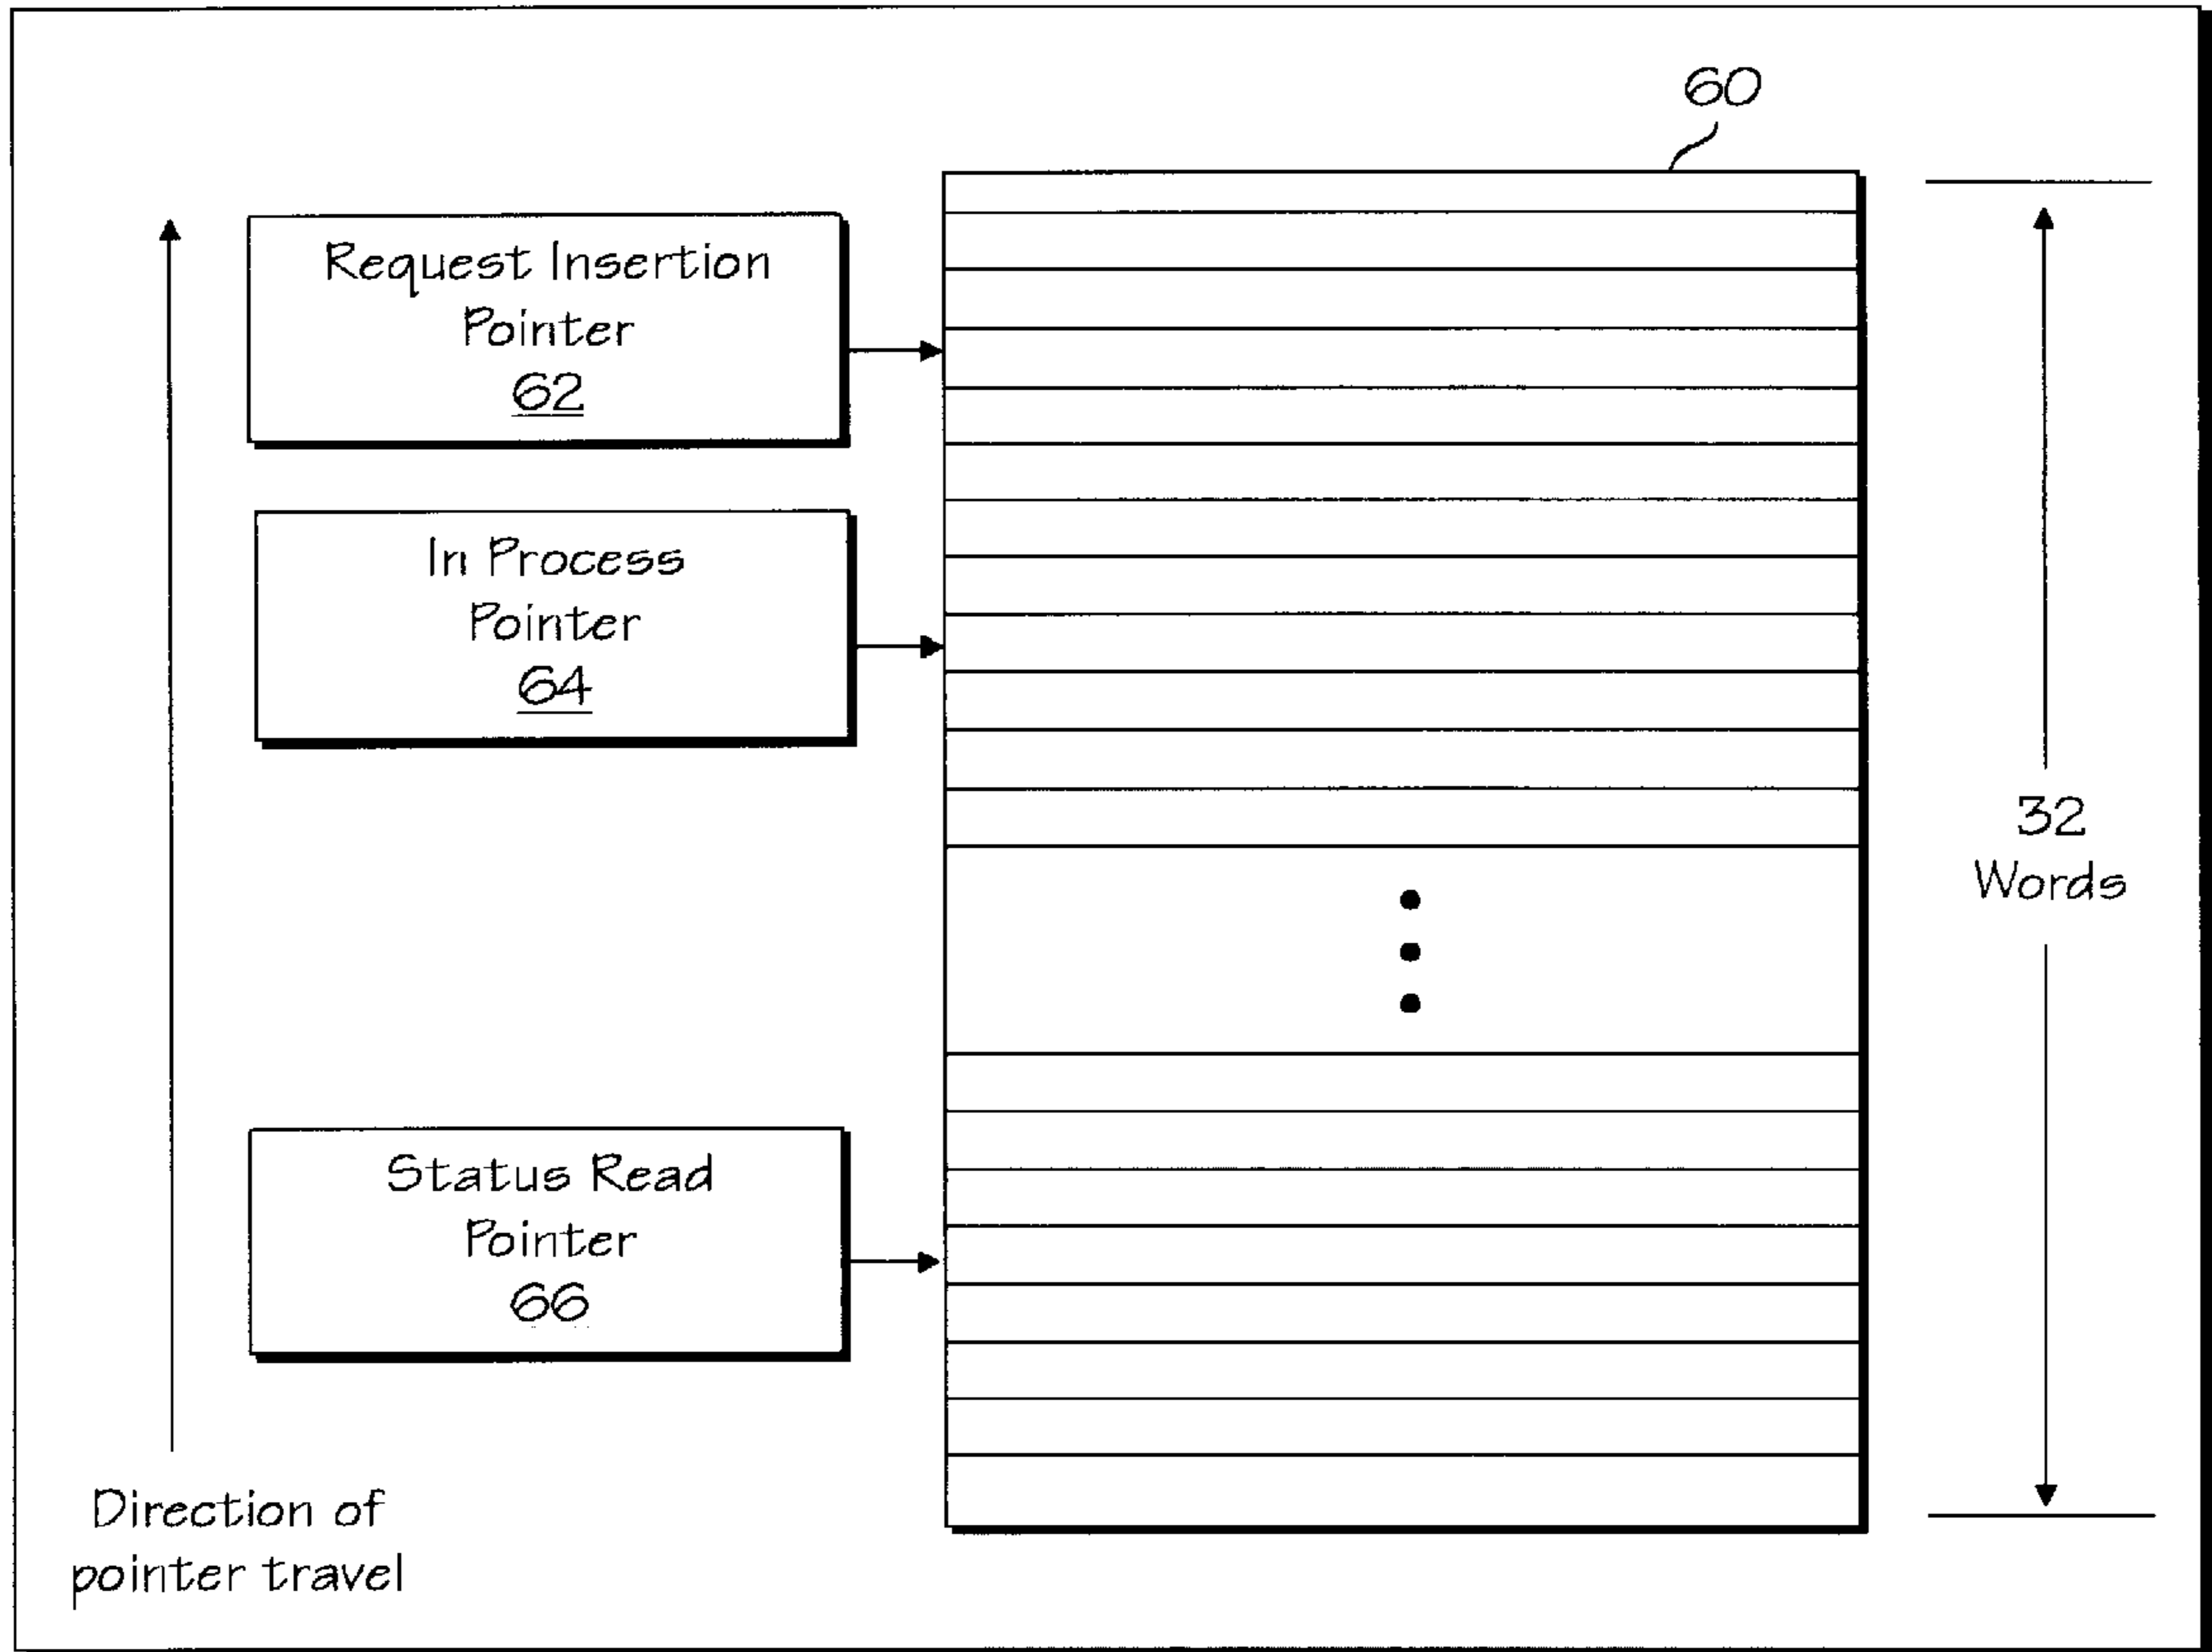 60
Request Insertion
Pointer
62
In Process
Pointer
64
32
Words
Status Read
Pointer
66
Direction of
pointer travel